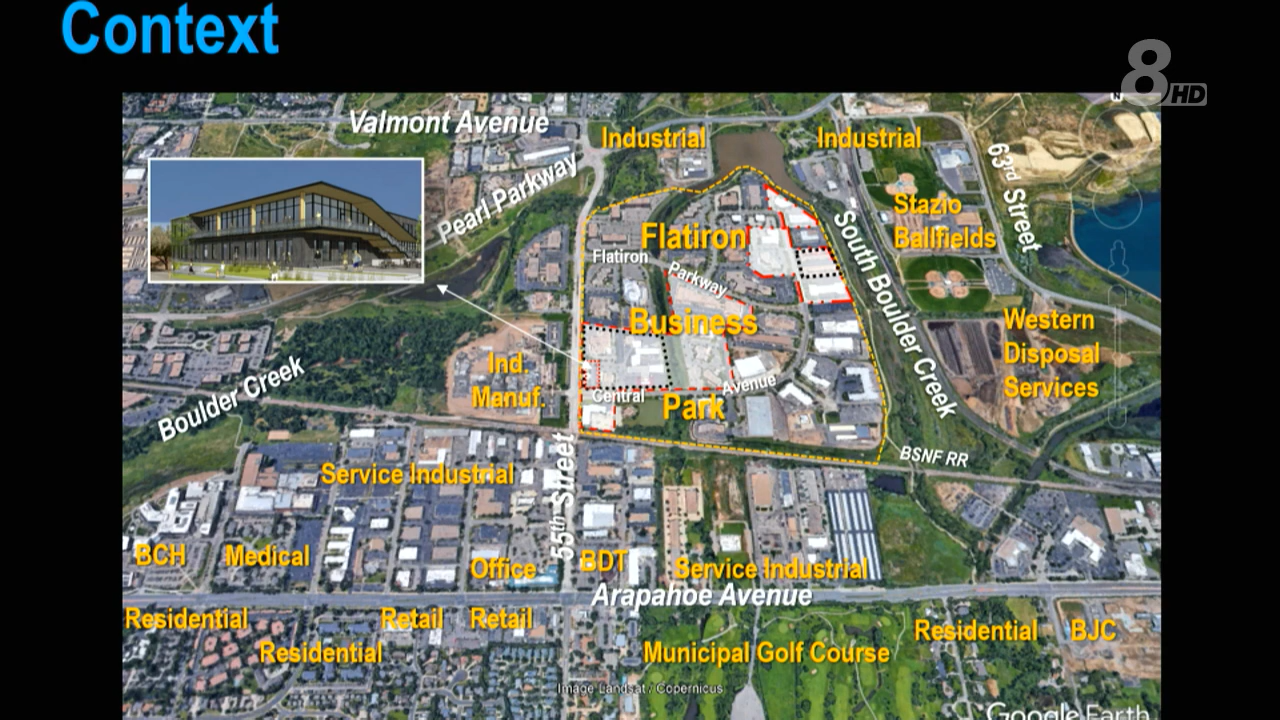 Context
8 HD
Valmont Avenue
Industrial
Industrial
63rd Street
Pearl Parkway
Stazio
Ballfields
South Boulder Creek
Flatiron
Flatiron
Parkway
Business
Western
Disposal
Services
Ind.
Manuf.
Boulder Creek
Central
Avenue
Park
BSNF RR
Service Industrial
55th Street
BCH
Medical
Office
BDT
Service Industrial
Arapahoe Avenue
Residential
Retail
Retail
Residential
BJC
Residential
Municipal Golf Course
Image Landsat / Copernicus
Google Earth